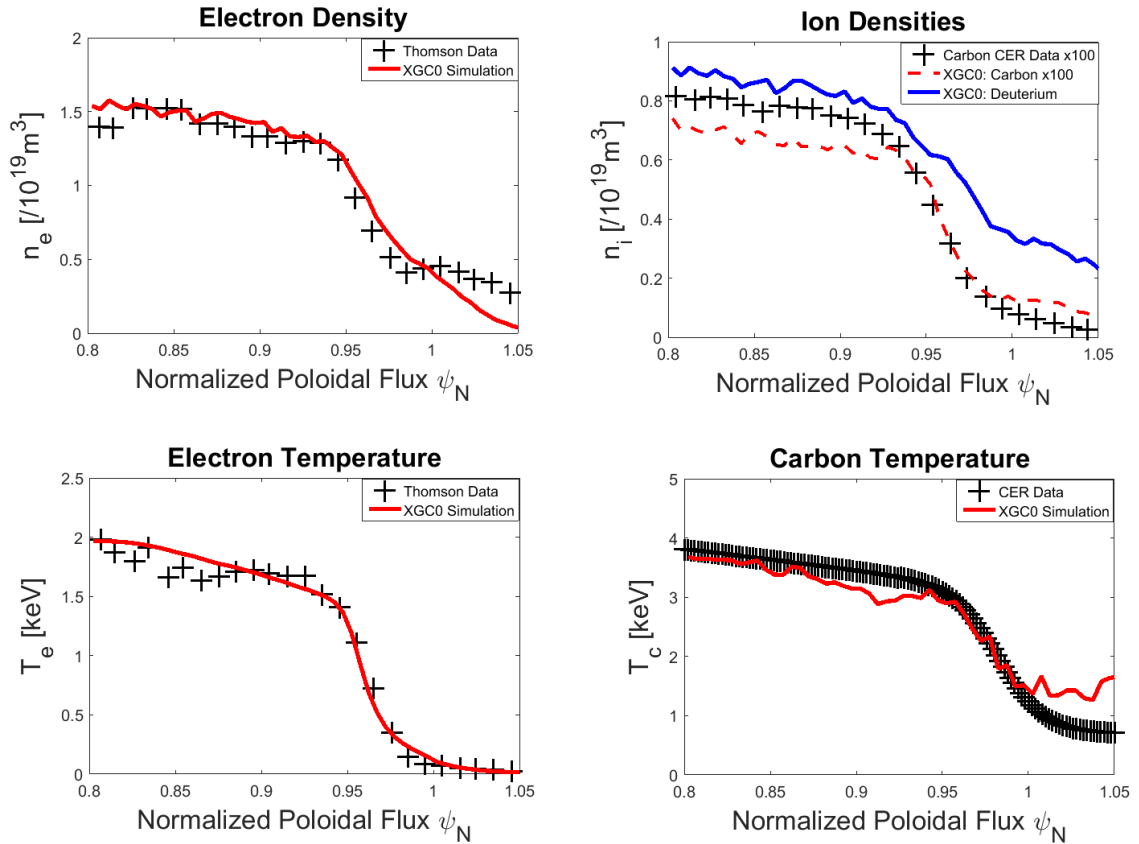 Electron Density
Thomson Data
XGC0 Simulation
2
1.5
1
0.5
0
n_e [/10^19 m^3]
0.8 0.85 0.9 0.95 1 1.05
Normalized Poloidal Flux ψ_N
Ion Densities
Carbon CER Data x100
XGC0: Carbon x100
XGC0: Deuterium
1
0.8
0.6
0.4
0.2
0
n_i [/10^19 m^3]
0.8 0.85 0.9 0.95 1 1.05
Normalized Poloidal Flux ψ_N
Electron Temperature
Thomson Data
XGC0 Simulation
2.5
2
1.5
1
0.5
0
T_e [keV]
0.8 0.85 0.9 0.95 1 1.05
Normalized Poloidal Flux ψ_N
Carbon Temperature
CER Data
XGC0 Simulation
5
4
3
2
1
0
T_c [keV]
0.8 0.85 0.9 0.95 1 1.05
Normalized Poloidal Flux ψ_N